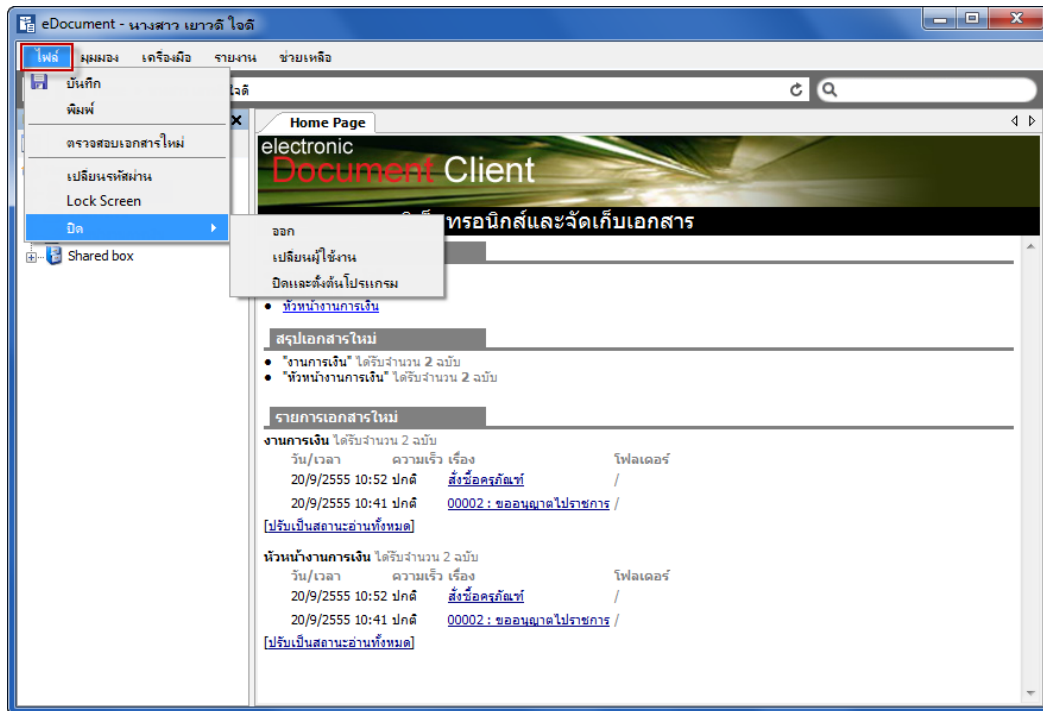 eDocument - นางสาว เยาวดี ใจดี
ไฟล์ มุมมอง เครื่องมือ รายงาน ช่วยเหลือ
บันทึก
ใจดี
พิมพ์
Home Page
ตรวจสอบเอกสารใหม่
electronic
Document Client
เปลี่ยนรหัสผ่าน
Lock Screen
ปิด
ทรอนิกส์และจัดเก็บเอกสาร
ออก
Shared box
เปลี่ยนผู้ใช้งาน
ปิดและตั้งต้นโปรแกรม
หัวหน้างานการเงิน
สรุปเอกสารใหม่
"งานการเงิน" ได้รับจำนวน 2 ฉบับ
"หัวหน้างานการเงิน" ได้รับจำนวน 2 ฉบับ
รายการเอกสารใหม่
งานการเงิน ได้รับจำนวน 2 ฉบับ
วัน/เวลา ความเร็ว เรื่อง โฟลเดอร์
20/9/2555 10:52 ปกติ สั่งซื้อครุภัณฑ์ /
20/9/2555 10:41 ปกติ 00002 : ขออนุญาตไปราชการ /
[ปรับเป็นสถานะอ่านทั้งหมด]
หัวหน้างานการเงิน ได้รับจำนวน 2 ฉบับ
วัน/เวลา ความเร็ว เรื่อง โฟลเดอร์
20/9/2555 10:52 ปกติ สั่งซื้อครุภัณฑ์ /
20/9/2555 10:41 ปกติ 00002 : ขออนุญาตไปราชการ /
[ปรับเป็นสถานะอ่านทั้งหมด]